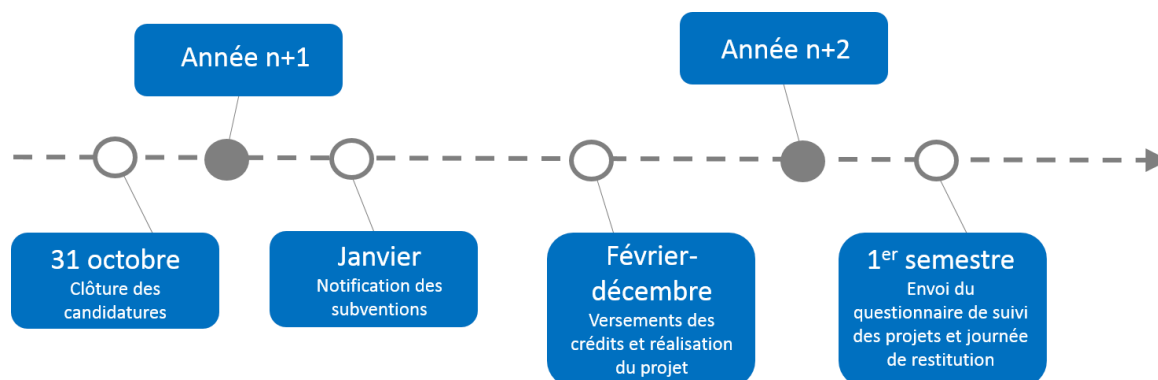 Année n+1
Année n+2
31 octobre
Clôture des
candidatures
Janvier
Notification des
subventions
Février-
décembre
Versements des
crédits et réalisation
du projet
1er semestre
Envoi du
questionnaire de suivi
des projets et journée
de restitution